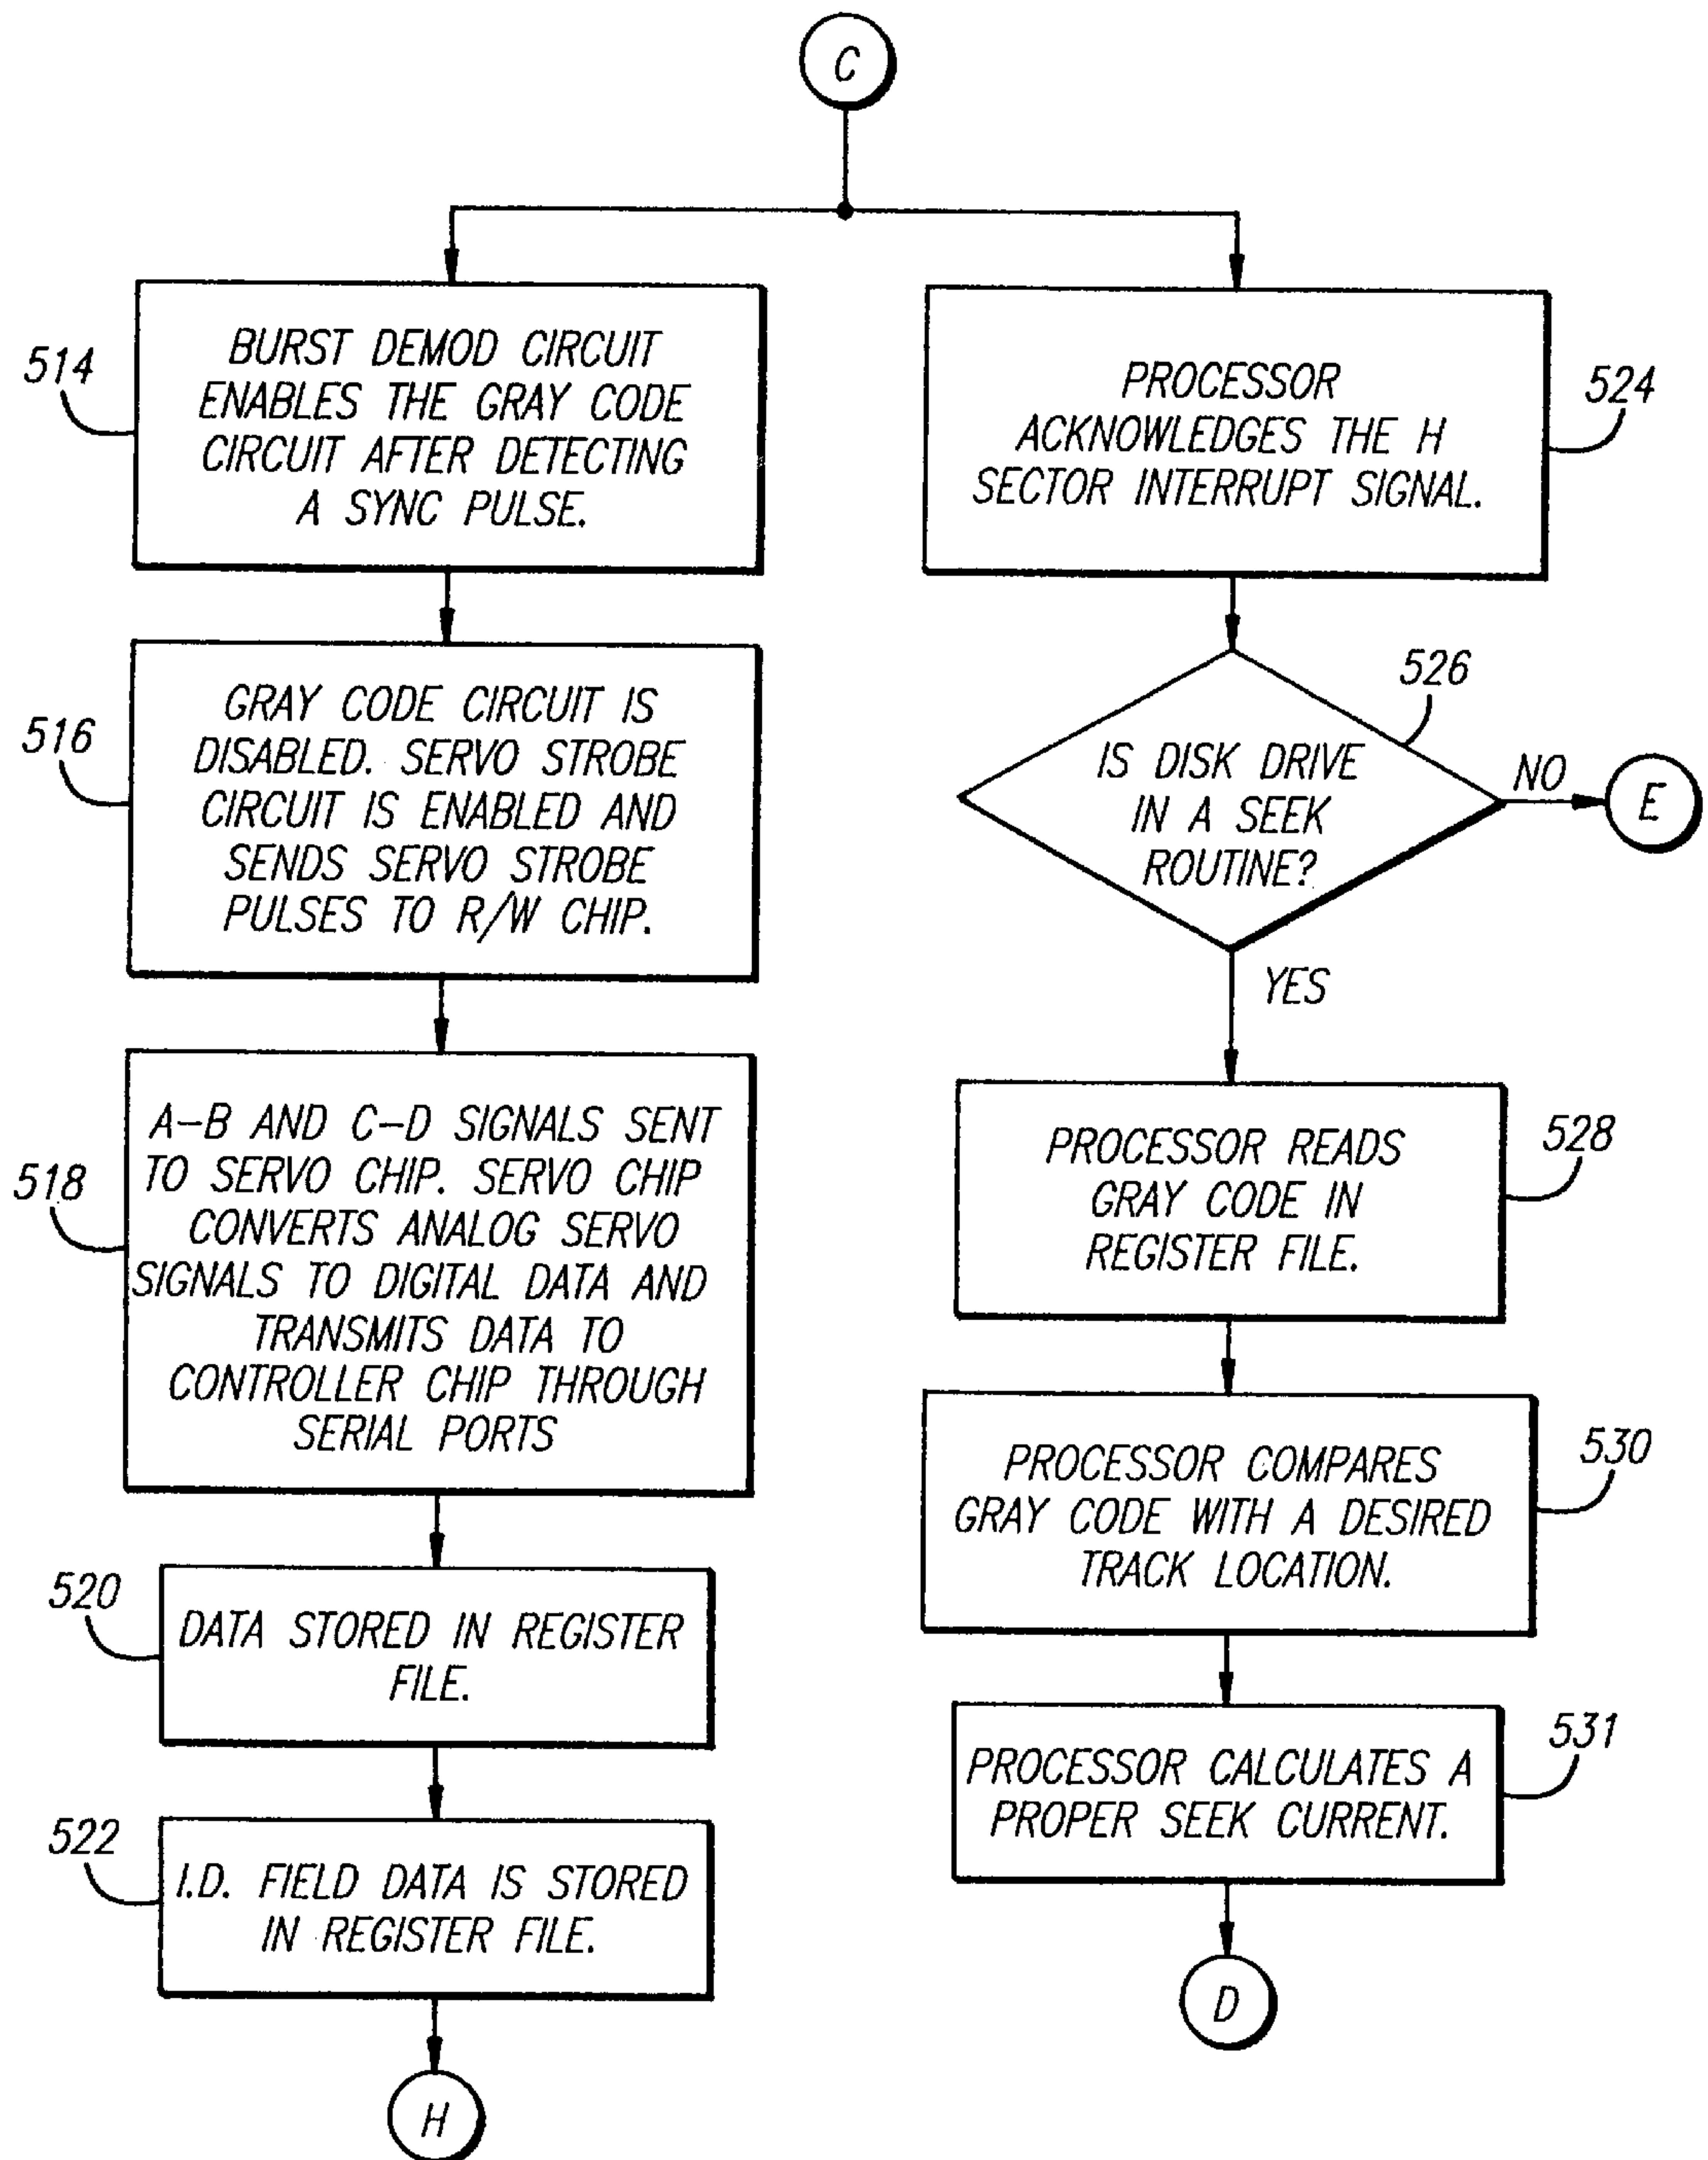 C
514
BURST DEMOD CIRCUIT
ENABLES THE GRAY CODE
CIRCUIT AFTER DETECTING
A SYNC PULSE.
516
GRAY CODE CIRCUIT IS
DISABLED. SERVO STROBE
CIRCUIT IS ENABLED AND
SENDS SERVO STROBE
PULSES TO R/W CHIP.
518
A-B AND C-D SIGNALS SENT
TO SERVO CHIP. SERVO CHIP
CONVERTS ANALOG SERVO
SIGNALS TO DIGITAL DATA AND
TRANSMITS DATA TO
CONTROLLER CHIP THROUGH
SERIAL PORTS
520
DATA STORED IN REGISTER
FILE.
522
I.D. FIELD DATA IS STORED
IN REGISTER FILE.
H
524
PROCESSOR
ACKNOWLEDGES THE H
SECTOR INTERRUPT SIGNAL.
526
IS DISK DRIVE
IN A SEEK
ROUTINE?
NO
E
YES
528
PROCESSOR READS
GRAY CODE IN
REGISTER FILE.
530
PROCESSOR COMPARES
GRAY CODE WITH A DESIRED
TRACK LOCATION.
531
PROCESSOR CALCULATES A
PROPER SEEK CURRENT.
D